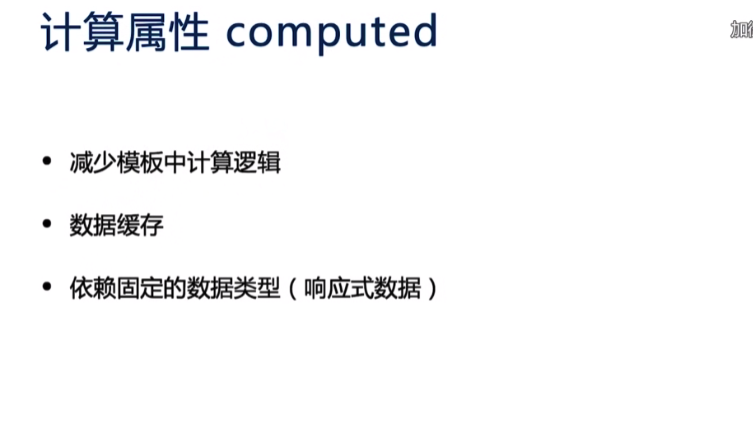 计算属性 computed
加
• 减少模板中计算逻辑
• 数据缓存
• 依赖固定的数据类型（响应式数据）